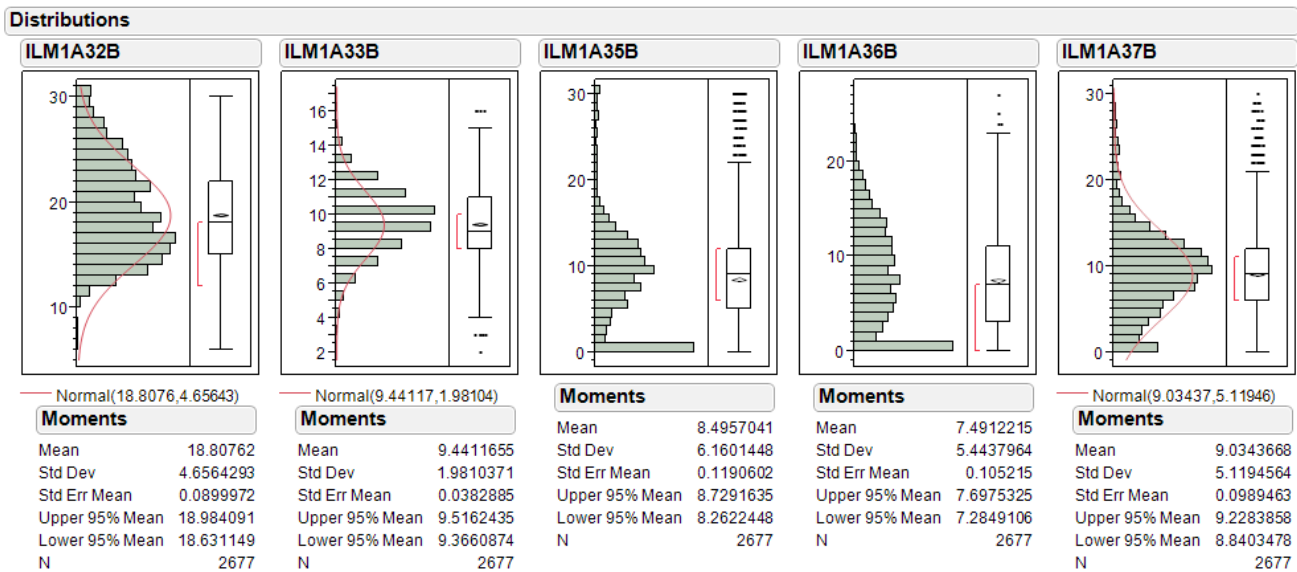 Distributions
ILM1A32B
30
20
10
Normal(18.8076,4.65643)
Moments
Mean 18.80762
Std Dev 4.6564293
Std Err Mean 0.0899972
Upper 95% Mean 18.984091
Lower 95% Mean 18.631149
N 2677
ILM1A33B
16
14
12
10
8
6
4
2
Normal(9.44117,1.98104)
Moments
Mean 9.4411655
Std Dev 1.9810371
Std Err Mean 0.0382885
Upper 95% Mean 9.5162435
Lower 95% Mean 9.3660874
N 2677
ILM1A35B
30
20
10
0
Moments
Mean 8.4957041
Std Dev 6.1601448
Std Err Mean 0.1190602
Upper 95% Mean 8.7291635
Lower 95% Mean 8.2622448
N 2677
ILM1A36B
20
10
0
Moments
Mean 7.4912215
Std Dev 5.4437964
Std Err Mean 0.105215
Upper 95% Mean 7.6975325
Lower 95% Mean 7.2849106
N 2677
ILM1A37B
30
20
10
0
Normal(9.03437,5.11946)
Moments
Mean 9.0343668
Std Dev 5.1194564
Std Err Mean 0.0989463
Upper 95% Mean 9.2283858
Lower 95% Mean 8.8403478
N 2677